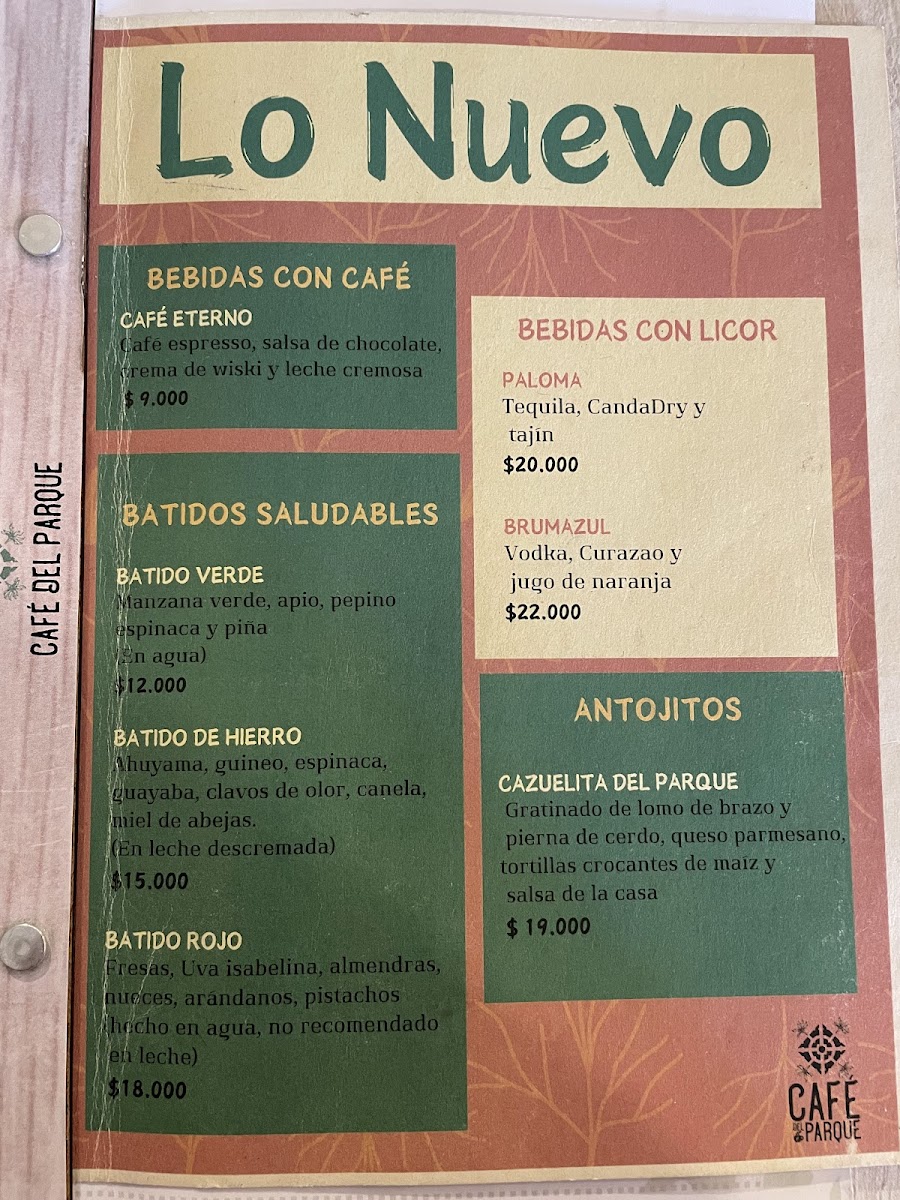 Lo Nuevo
BEBIDAS CON CAFÉ
CAFÉ ETERNO
Café espresso, salsa de chocolate,
crema de wiski y leche cremosa
$ 9.000
BATIDOS SALUDABLES
BATIDO VERDE
Manzana verde, apio, pepino
espinaca y piña
(En agua)
$12.000
BATIDO DE HIERRO
Ahuyama, guineo, espinaca,
guayaba, clavos de olor, canela,
miel de abejas.
(En leche descremada)
$15.000
BATIDO ROJO
Fresas, Uva isabelina, almendras,
nueces, arándanos, pistachos
(hecho en agua, no recomendado
en leche)
$18.000
BEBIDAS CON LICOR
PALOMA
Tequila, CandaDry y
tajín
$20.000
BRUMAZUL
Vodka, Curazao y
jugo de naranja
$22.000
ANTOJITOS
CAZUELITA DEL PARQUE
Gratinado de lomo de brazo y
pierna de cerdo, queso parmesano,
tortillas crocantes de maíz y
salsa de la casa
$ 19.000
CAFÉ
DEL PARQUE
CAFÉ DEL PARQUE